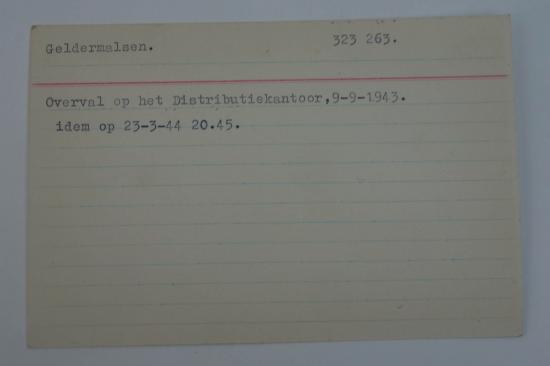 Geldermalsen. 323 263.
Overval op het Distributiekantoor,9-9-1943.
idem op 23-3-44 20.45.